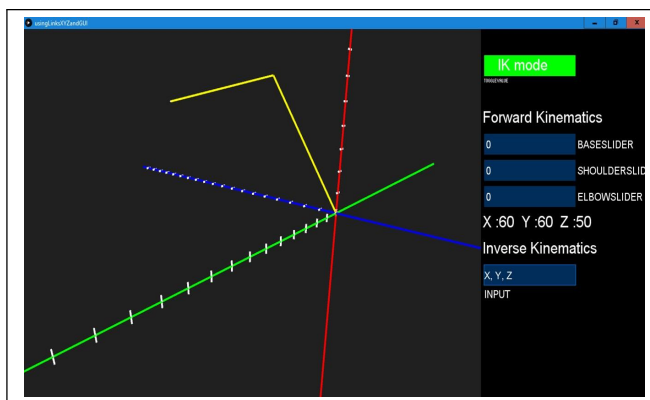 usingLinksXYZandGUI
IK mode
TOGGLEVALUE
Forward Kinematics
0 BASESLIDER
0 SHOULDERSLID
0 ELBOWSLIDER
X :60 Y :60 Z :50
Inverse Kinematics
X, Y, Z
INPUT